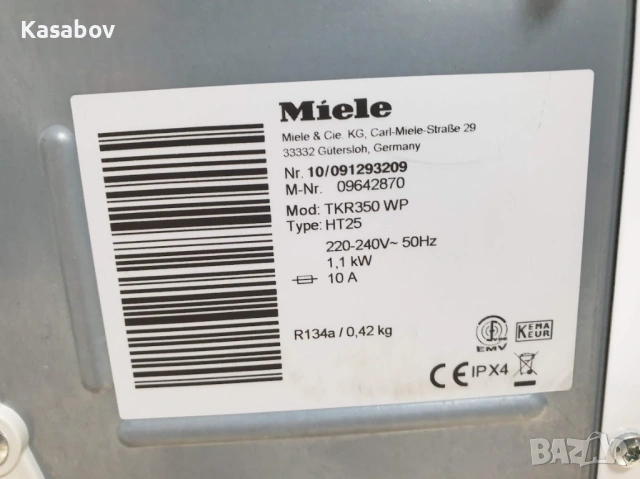 Kasabov
Miele
Miele & Cie. KG, Carl-Miele-Straße 29
33332 Gütersloh, Germany
Nr. 10/091293209
M-Nr. 09642870
Mod: TKR350 WP
Type: HT25
220-240V~ 50Hz
1,1 kW
10 A
R134a / 0,42 kg
EMV
KEMA
KEUR
CE IPX4
BAZAR